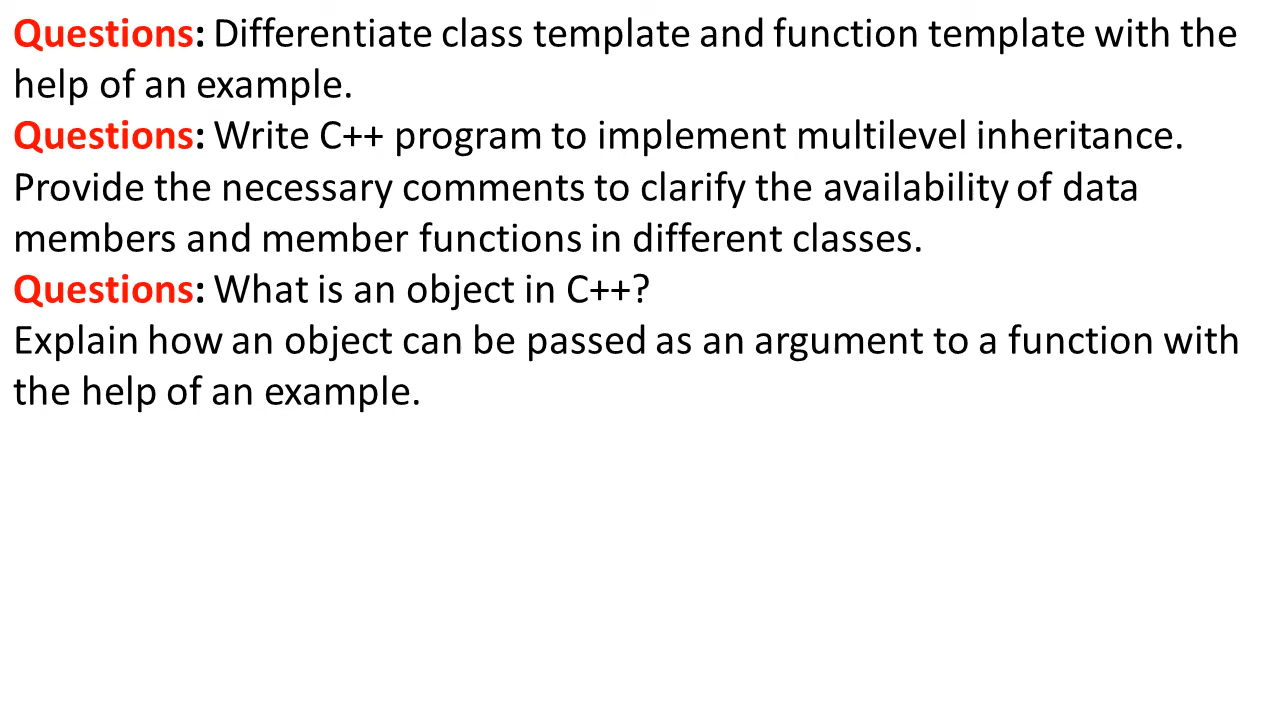 Questions: Differentiate class template and function template with the
help of an example.
Questions: Write C++ program to implement multilevel inheritance.
Provide the necessary comments to clarify the availability of data
members and member functions in different classes.
Questions: What is an object in C++?
Explain how an object can be passed as an argument to a function with
the help of an example.